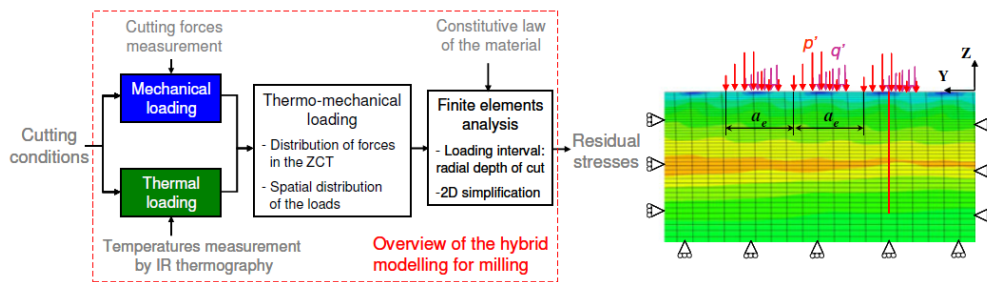 Cutting forces
measurement
Constitutive law
of the material
Mechanical
loading
Thermo-mechanical
loading
- Distribution of forces
in the ZCT
- Spatial distribution
of the loads
Finite elements
analysis
- Loading interval:
radial depth of cut
-2D simplification
Cutting
conditions
Thermal
loading
Residual
stresses
Temperatures measurement
by IR thermography
Overview of the hybrid
modelling for milling
p'
q'
Z
Y
a_e
a_e